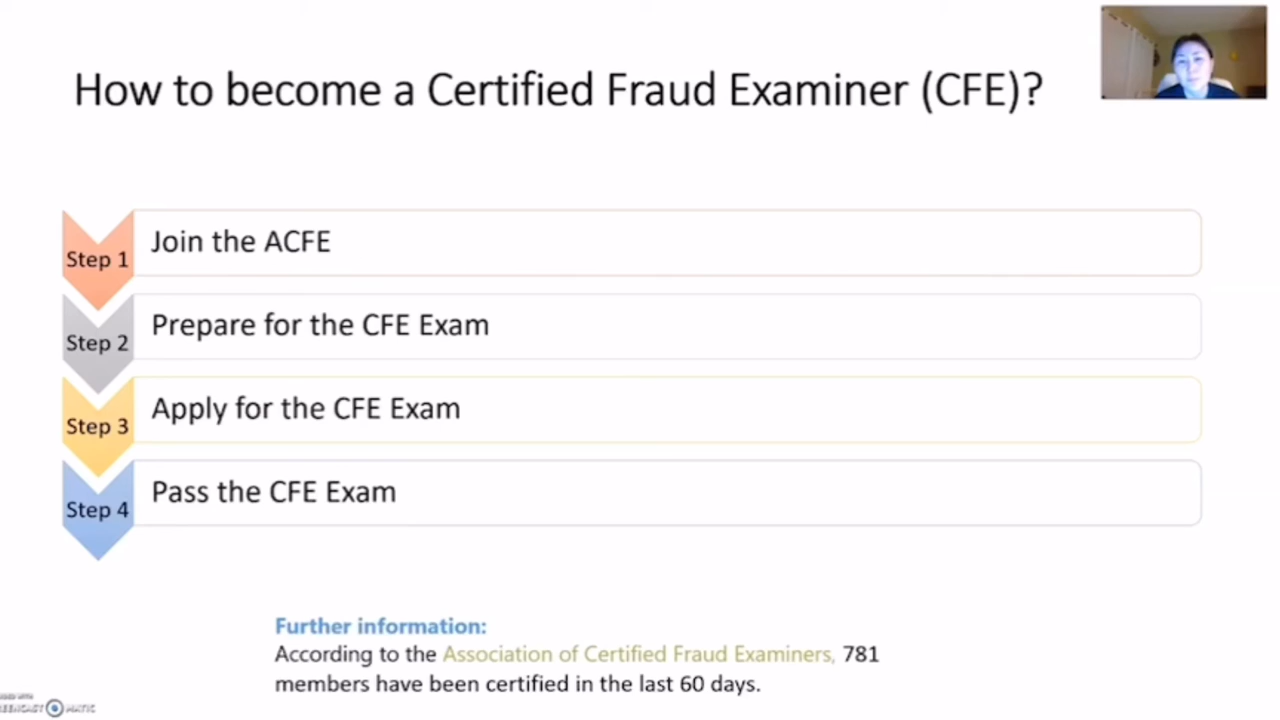 How to become a Certified Fraud Examiner (CFE)?
Step 1
Join the ACFE
Step 2
Prepare for the CFE Exam
Step 3
Apply for the CFE Exam
Step 4
Pass the CFE Exam
Further information:
According to the Association of Certified Fraud Examiners, 781
members have been certified in the last 60 days.